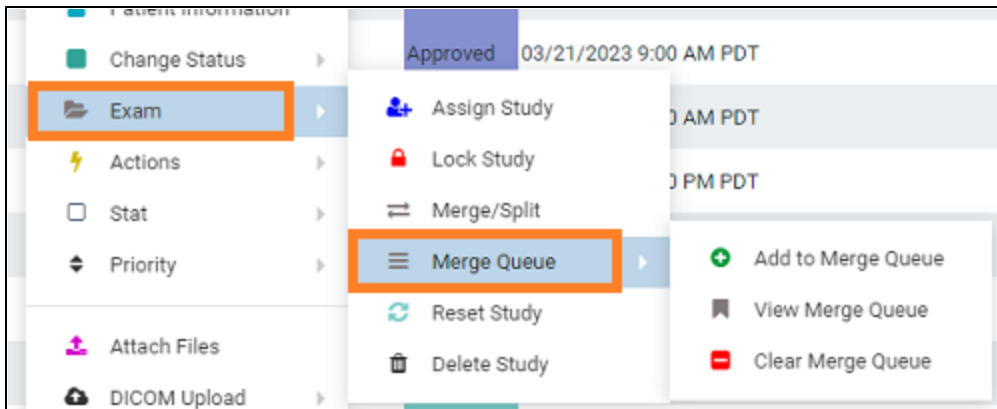 Patient Information
Change Status
Exam
Actions
Stat
Priority
Attach Files
DICOM Upload
Approved 03/21/2023 9:00 AM PDT
AM PDT
PM PDT
Assign Study
Lock Study
Merge/Split
Merge Queue
Reset Study
Delete Study
Add to Merge Queue
View Merge Queue
Clear Merge Queue